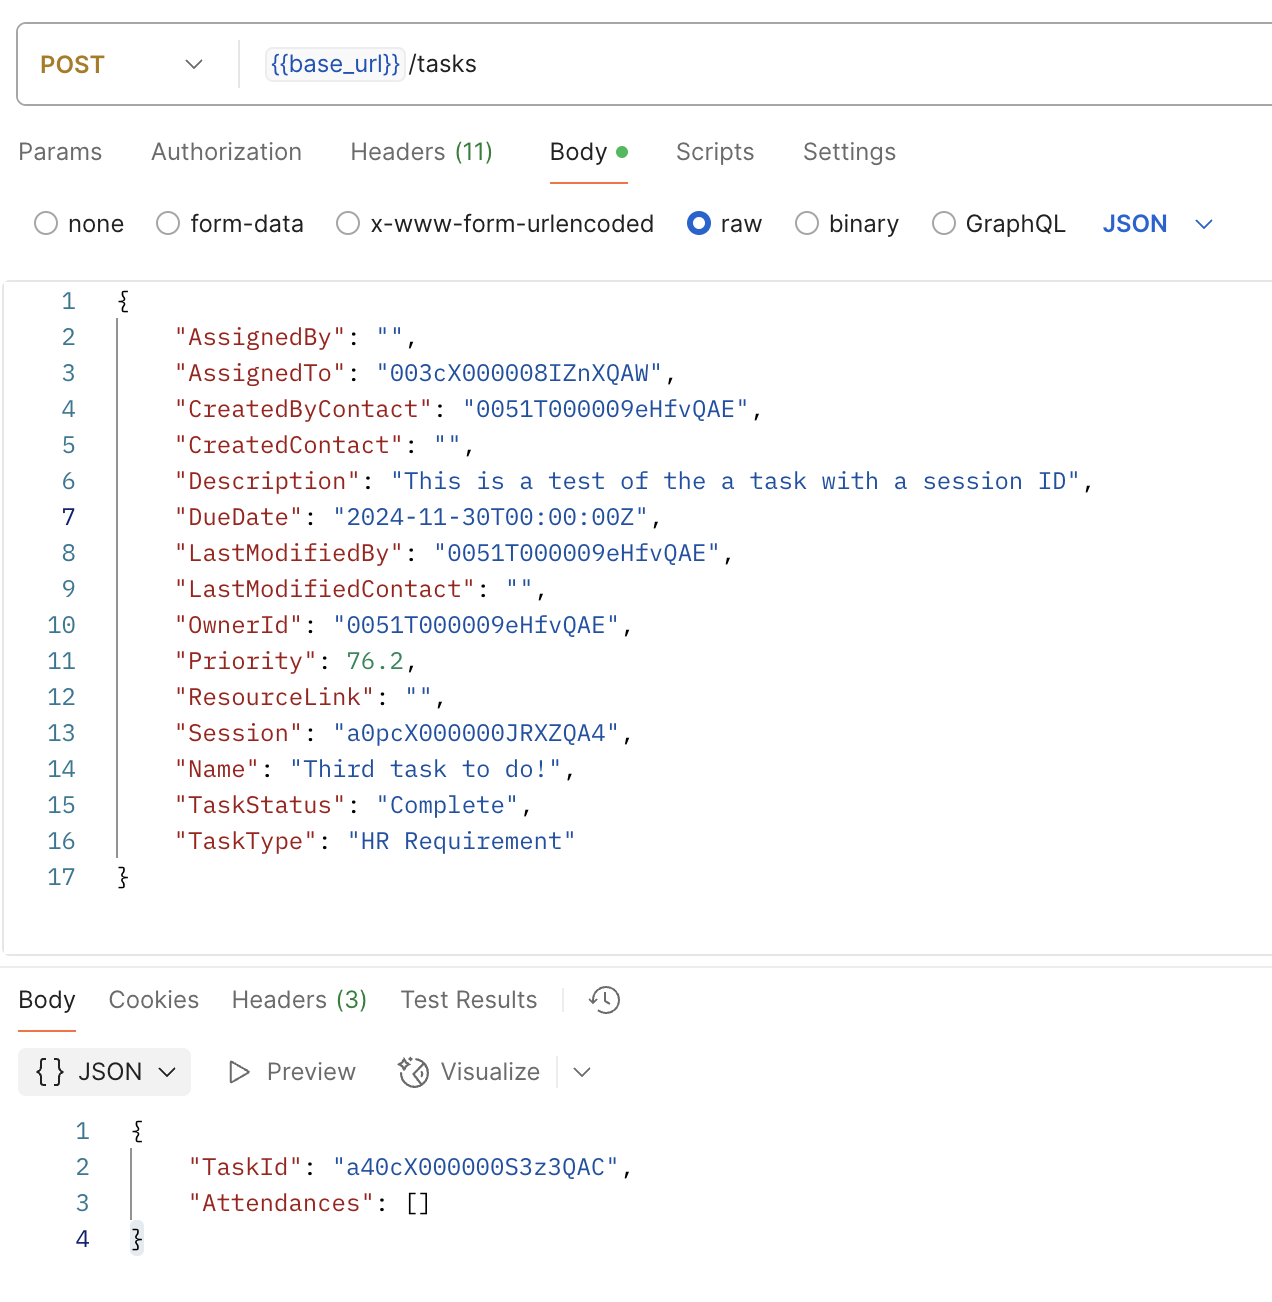 POST {{base_url}} /tasks
Params Authorization Headers (11) Body Scripts Settings
none form-data x-www-form-urlencoded raw binary GraphQL JSON
1 {
2 "AssignedBy": "",
3 "AssignedTo": "003cX000008IZnXQAW",
4 "CreatedByContact": "0051T000009eHfvQAE",
5 "CreatedContact": "",
6 "Description": "This is a test of the a task with a session ID",
7 "DueDate": "2024-11-30T00:00:00Z",
8 "LastModifiedBy": "0051T000009eHfvQAE",
9 "LastModifiedContact": "",
10 "OwnerId": "0051T000009eHfvQAE",
11 "Priority": 76.2,
12 "ResourceLink": "",
13 "Session": "a0pcX000000JRXZQA4",
14 "Name": "Third task to do!",
15 "TaskStatus": "Complete",
16 "TaskType": "HR Requirement"
17 }
Body Cookies Headers (3) Test Results
{} JSON Preview Visualize
1 {
2 "TaskId": "a40cX000000S3z3QAC",
3 "Attendances": []
4 }